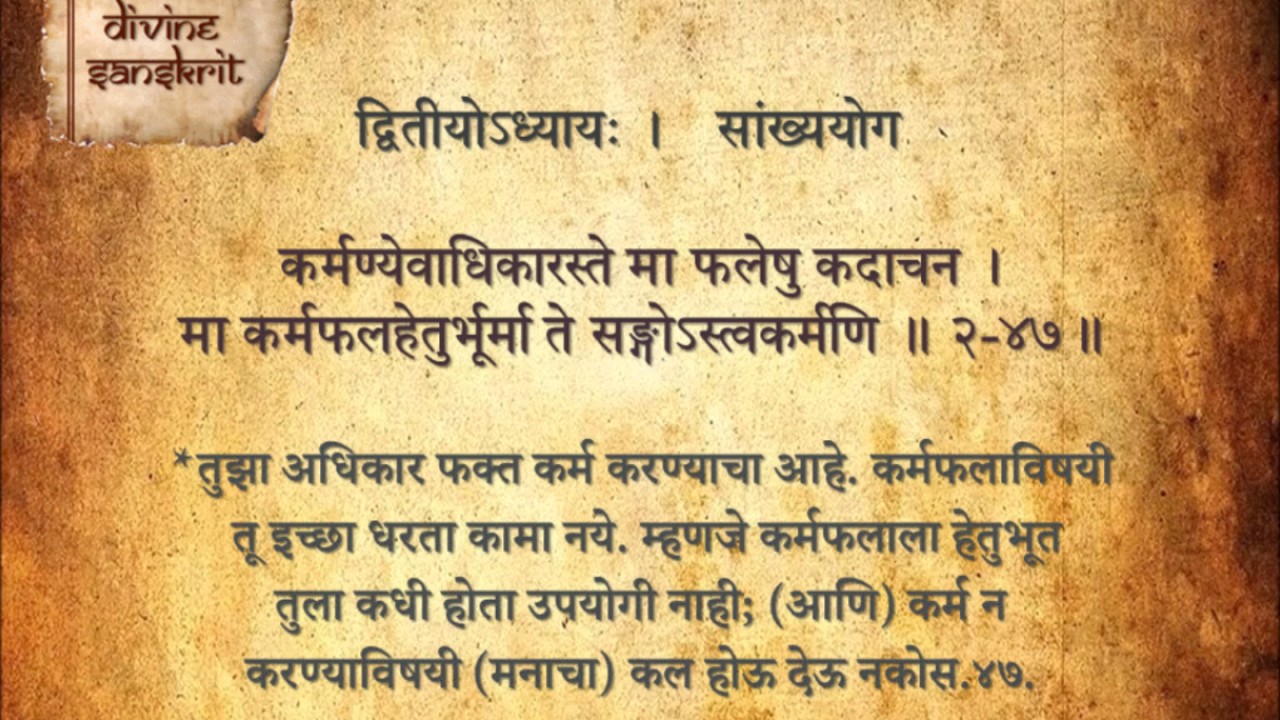 divine
sanskrit
द्वितीयोऽध्यायः । सांख्ययोग
कर्मण्येवाधिकारस्ते मा फलेषु कदाचन ।
मा कर्मफलहेतुर्भूर्मा ते सङ्गोऽस्त्वकर्मणि ॥ २-४७ ॥
*तुझा अधिकार फक्त कर्म करण्याचा आहे. कर्मफलाविषयी
तू इच्छा धरता कामा नये. म्हणजे कर्मफलाला हेतुभूत
तुला कधी होता उपयोगी नाही; (आणि) कर्म न
करण्याविषयी (मनाचा) कल होऊ देऊ नकोस.४७.